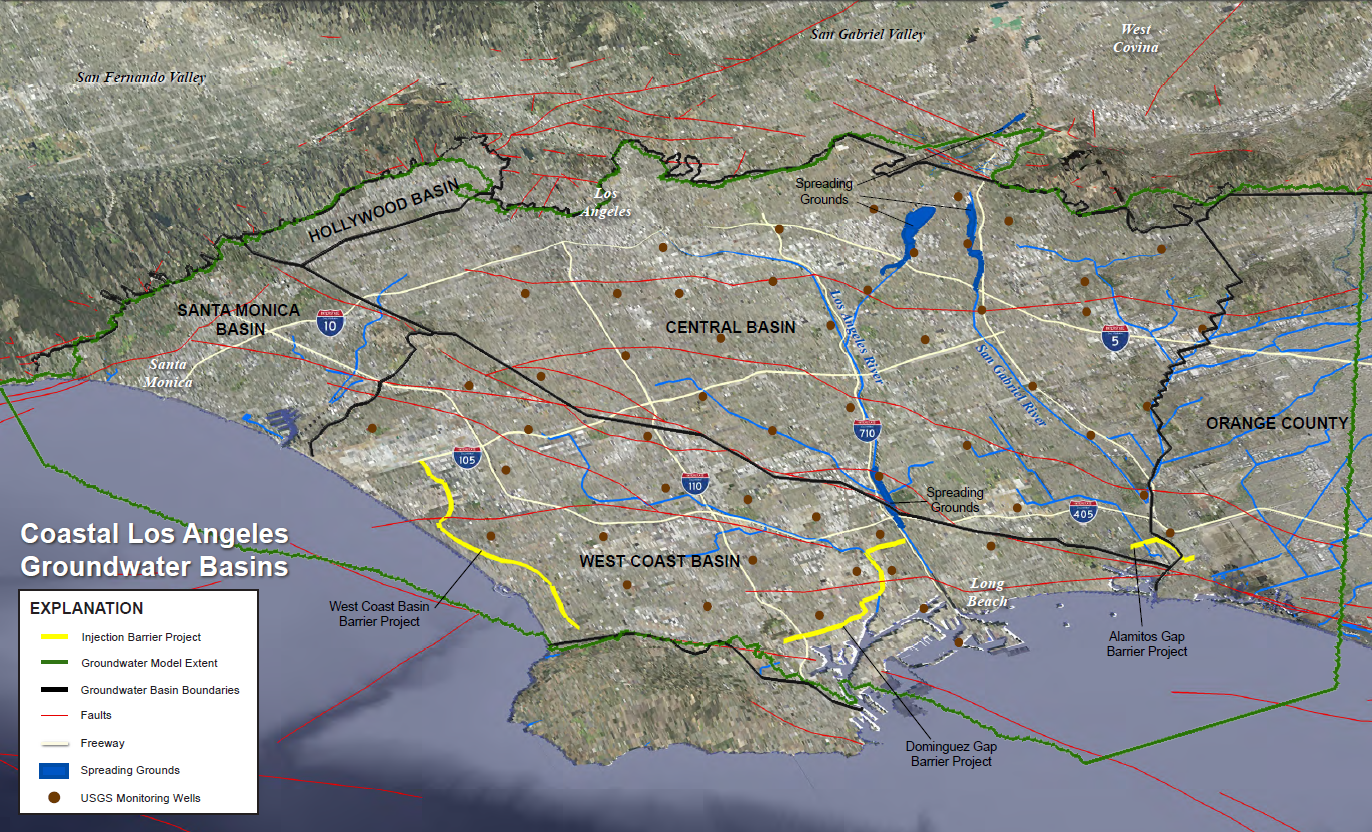 San Gabriel Valley
West
Covina
San Fernando Valley
Spreading
Grounds
HOLLYWOOD BASIN
Los
Angeles
SANTA MONICA
BASIN
10
CENTRAL BASIN
Los Angeles River
5
Santa
Monica
San Gabriel River
ORANGE COUNTY
710
105
110
Spreading
Grounds
405
Coastal Los Angeles
Groundwater Basins
WEST COAST BASIN
Long
Beach
West Coast Basin
Barrier Project
Alamitos Gap
Barrier Project
Dominguez Gap
Barrier Project
EXPLANATION
Injection Barrier Project
Groundwater Model Extent
Groundwater Basin Boundaries
Faults
Freeway
Spreading Grounds
USGS Monitoring Wells